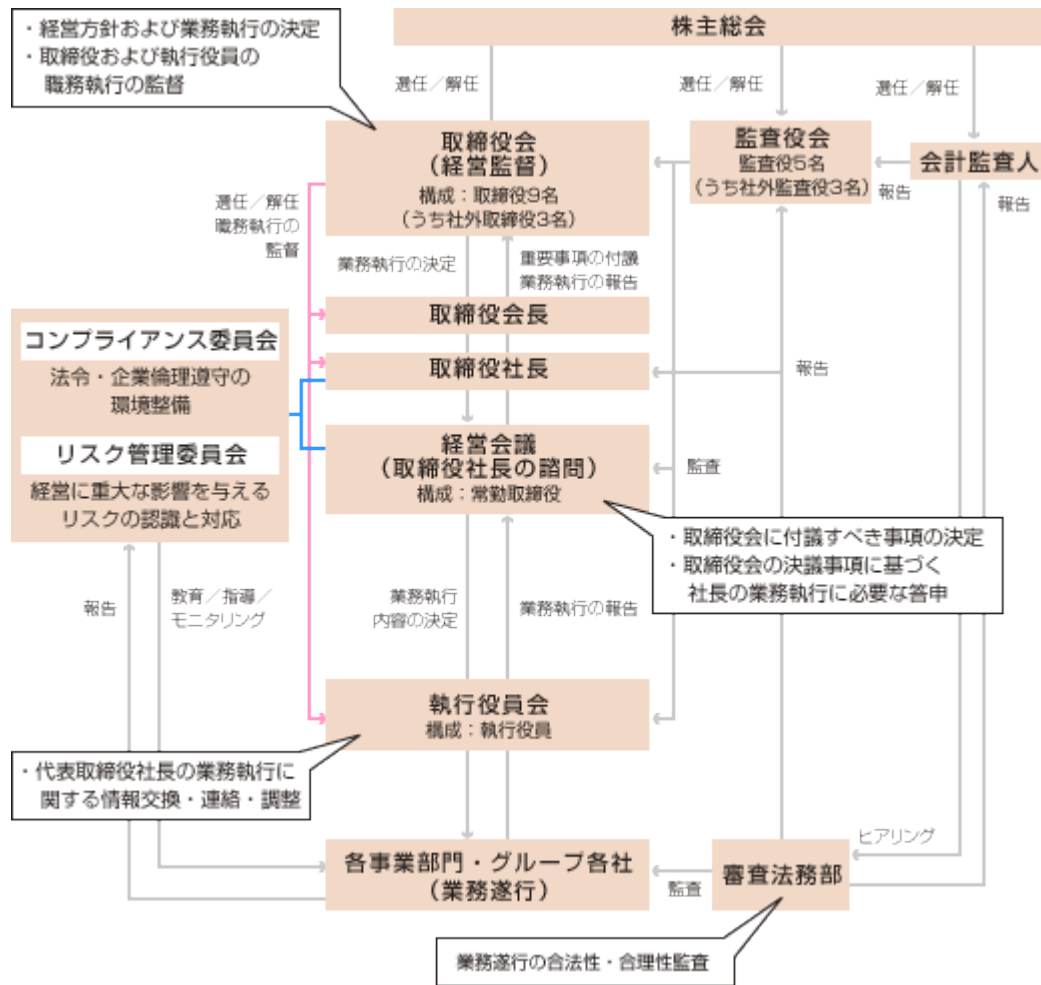 ・経営方針および業務執行の決定
・取締役および執行役員の
職務執行の監督
株主総会
選任／解任
選任／解任
選任／解任
取締役会
（経営監督）
構成：取締役9名
（うち社外取締役3名）
監査役会
監査役5名
（うち社外監査役3名）
会計監査人
報告
報告
選任／解任
職務執行の
監督
業務執行の決定
重要事項の付議
業務執行の報告
取締役会長
取締役社長
報告
コンプライアンス委員会
法令・企業倫理遵守の
環境整備
リスク管理委員会
経営に重大な影響を与える
リスクの認識と対応
経営会議
（取締役社長の諮問）
構成：常勤取締役
監査
・取締役会に付議すべき事項の決定
・取締役会の決議事項に基づく
社長の業務執行に必要な答申
報告
教育／指導／
モニタリング
業務執行
内容の決定
業務執行の報告
執行役員会
構成：執行役員
・代表取締役社長の業務執行に
関する情報交換・連絡・調整
各事業部門・グループ各社
（業務遂行）
監査
審査法務部
ヒアリング
業務遂行の合法性・合理性監査